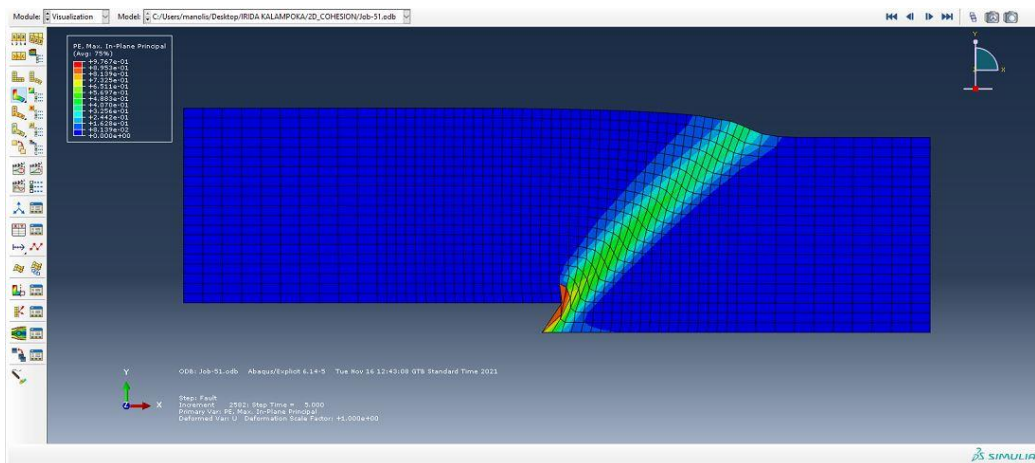 Module: Visualization Model: C:/Users/manolis/Desktop/IRIDA KALAMPOKA/2D_COHESION/Job-51.odb
PE, Max. In-Plane Principal
(Avg: 75%)
+9.767e-01
+8.953e-01
+8.139e-01
+7.325e-01
+6.511e-01
+5.697e-01
+4.883e-01
+4.070e-01
+3.256e-01
+2.442e-01
+1.628e-01
+8.139e-02
+0.000e+00
Y
X
Z
ODB: Job-51.odb Abaqus/Explicit 6.14-5 Tue Nov 16 12:43:09 GTB Standard Time 2021
Y
X
Step: Fault
Increment 2582: Step Time = 5.000
Primary Var: PE, Max. In-Plane Principal
Deformed Var: U Deformation Scale Factor: +1.000e+00
SIMULIA